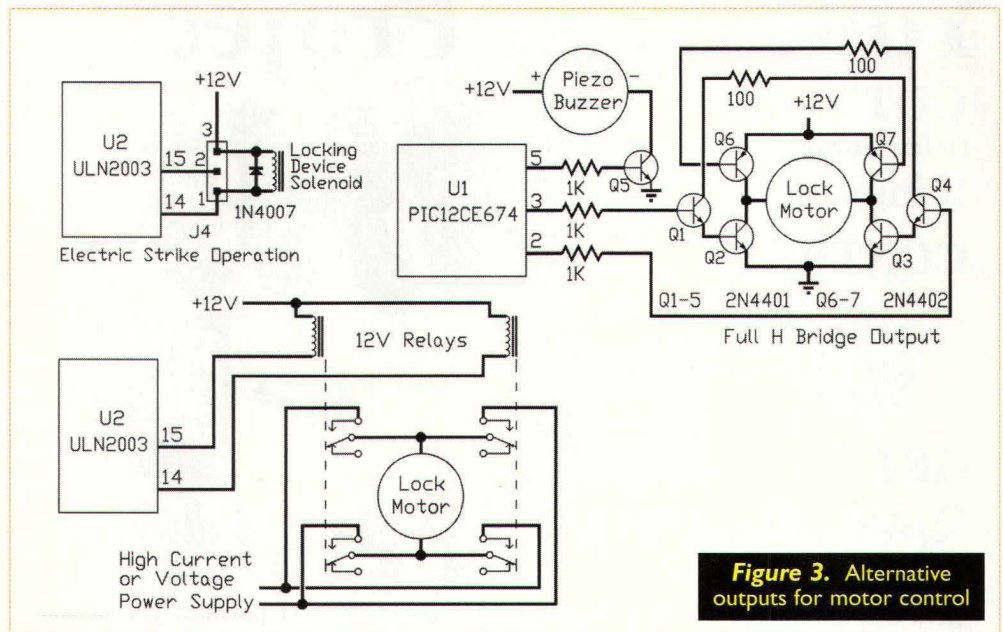 +12V
U2
ULN2003
3
15
2
14
1
J4
Locking
Device
Solenoid
1N4007
Electric Strike Operation
+12V
+
Piezo
Buzzer
-
100
100
+12V
U1
PIC12CE674
5
1K
Q5
3
1K
2
1K
Q6
Q7
Lock
Motor
Q1
Q2
Q4
Q3
Q1-5 2N4401 Q6-7 2N4402
Full H Bridge Output
+12V
12V Relays
U2
ULN2003
15
14
Lock
Motor
High Current
or Voltage
Power Supply
Figure 3. Alternative
outputs for motor control